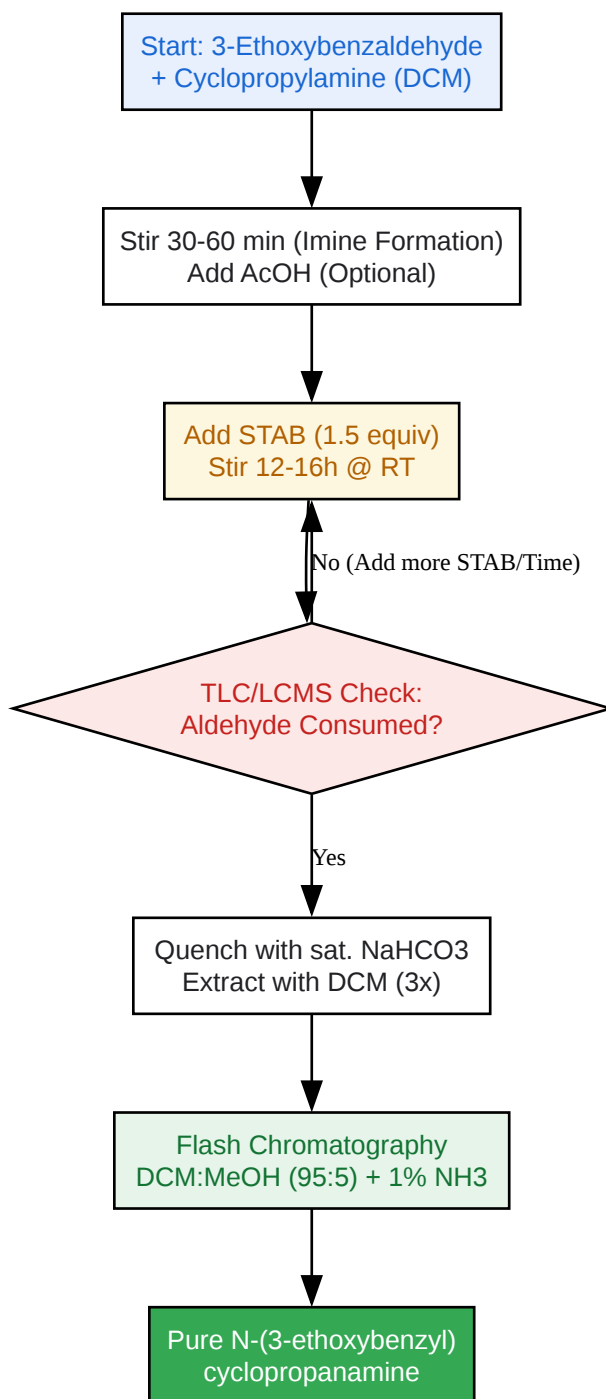 Start: 3-Ethoxybenzaldehyde
+ Cyclopropylamine (DCM)
Stir 30-60 min (Imine Formation)
Add AcOH (Optional)
Add STAB (1.5 equiv)
Stir 12-16h @ RT
No (Add more STAB/Time)
TLC/LCMS Check:
Aldehyde Consumed?
Yes
Quench with sat. NaHCO3
Extract with DCM (3x)
Flash Chromatography
DCM:MeOH (95:5) + 1% NH3
Pure N-(3-ethoxybenzyl)
cyclopropanamine